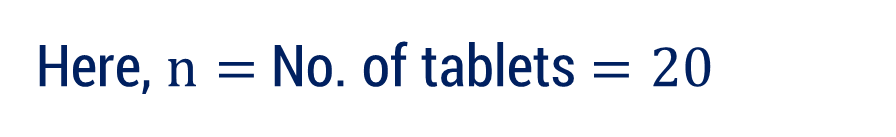 Here, n = No. of tablets = 20